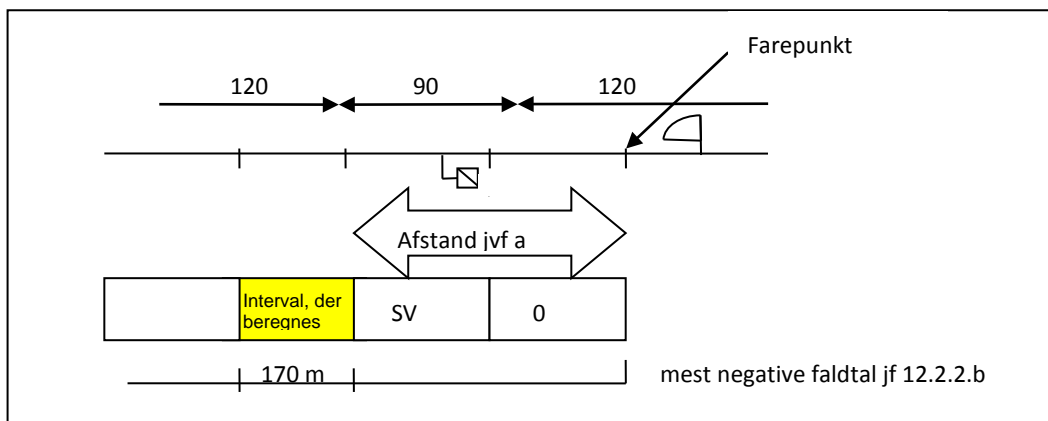 Farepunkt
120
90
120
Afstand jvf a
Interval, der
beregnes
SV
0
170 m
mest negative faldtal jf 12.2.2.b